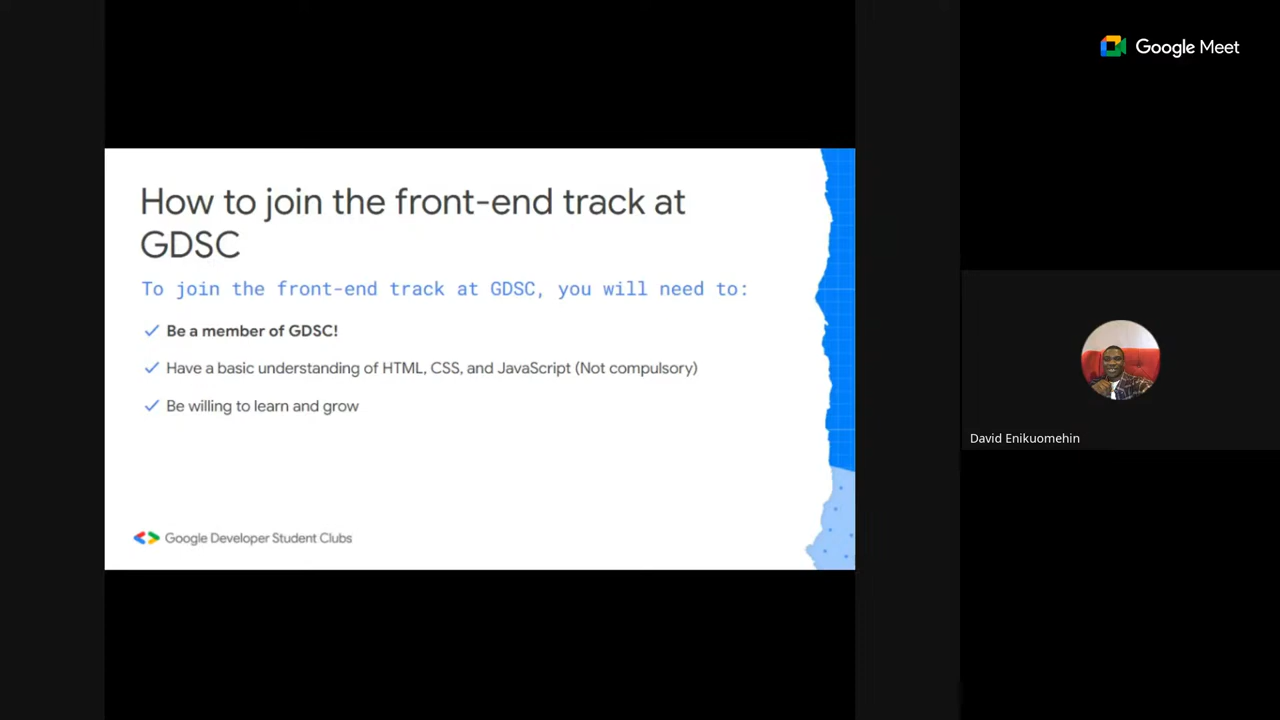 Google Meet
How to join the front-end track at
GDSC
To join the front-end track at GDSC, you will need to:
Be a member of GDSC!
Have a basic understanding of HTML, CSS, and JavaScript (Not compulsory)
Be willing to learn and grow
Google Developer Student Clubs
David Enikuomehin